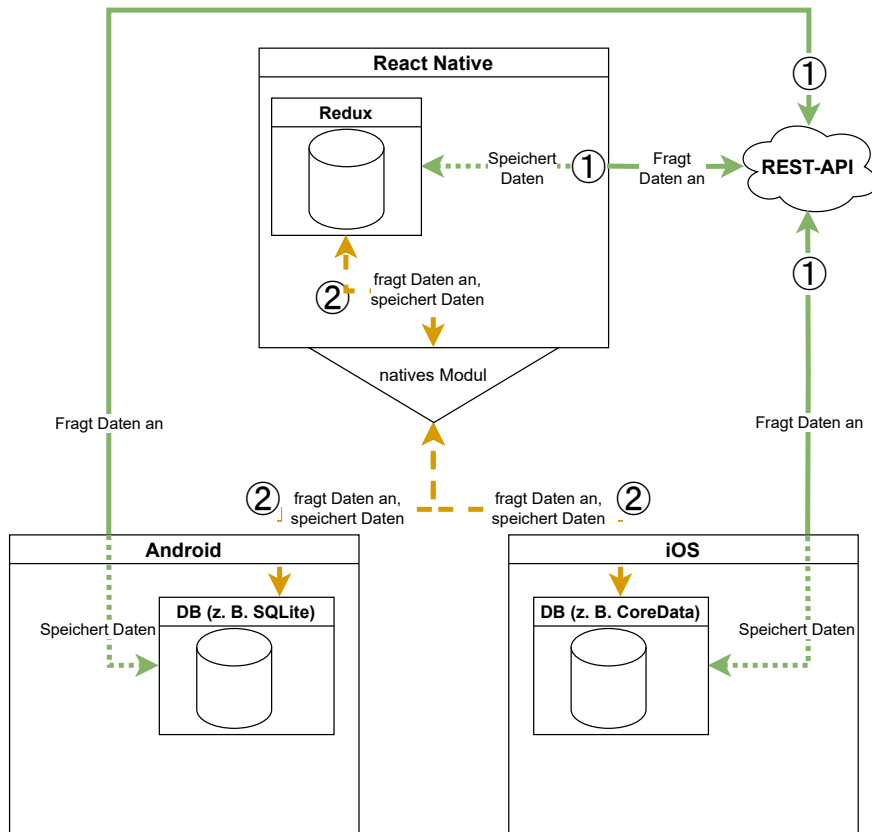 ①
React Native
Redux
Speichert
Daten
①
Fragt
Daten an
REST-API
①
②
fragt Daten an,
speichert Daten
natives Modul
Fragt Daten an
Fragt Daten an
②
fragt Daten an,
speichert Daten
fragt Daten an,
speichert Daten
②
Android
iOS
DB (z. B. SQLite)
DB (z. B. CoreData)
Speichert Daten
Speichert Daten